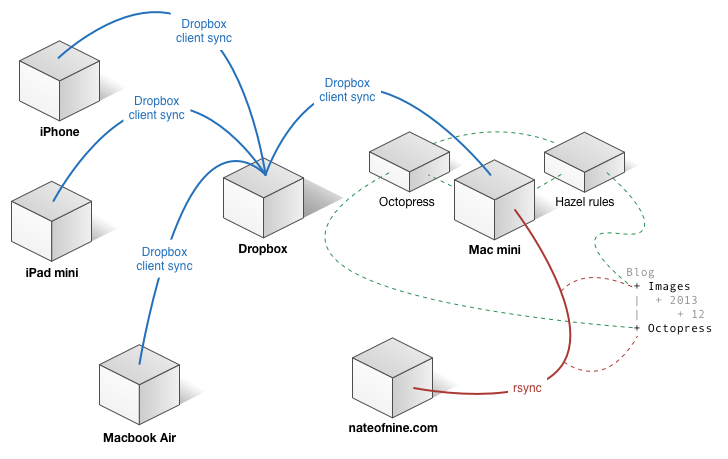 Dropbox
client sync
Dropbox
client sync
Dropbox
client sync
iPhone
Octopress
Hazel rules
Dropbox
Mac mini
iPad mini
Dropbox
client sync
Blog
+ Images
| + 2013
| + 12
+ Octopress
rsync
nateofnine.com
Macbook Air